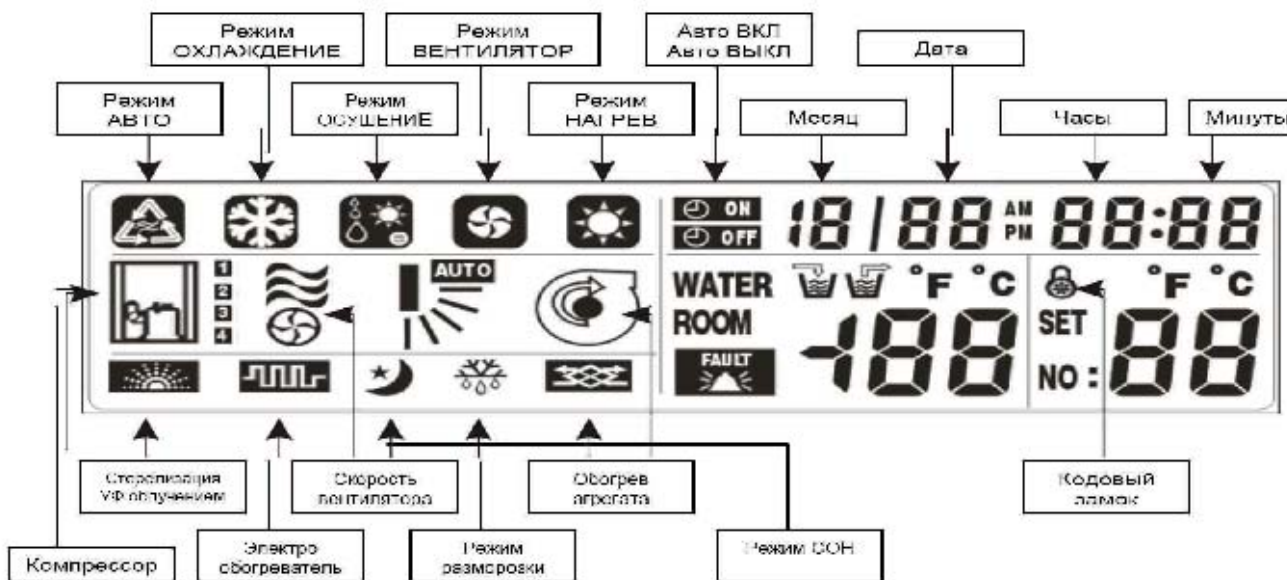 Режим
ОХЛАЖДЕНИЕ
Режим
ВЕНТИЛЯТОР
Авто ВКЛ
Авто ВЫКЛ
Дата
Режим
АВТО
Режим
ОСУШЕНИЕ
Режим
НАГРЕВ
Месяц
Часы
Минуты
ON
OFF
18/88
AM
PM
88:88
1
2
3
4
AUTO
WATER
ROOM
°F °C
°F °C
SET
FAULT
-188
NO:
88
Стерелизация
УФ облучением
Скорость
вентилятора
Обогрев
агрегата
Кодовый
замок
Компрессор
Электро
обогреватель
Режим
разморозки
Режим СОН